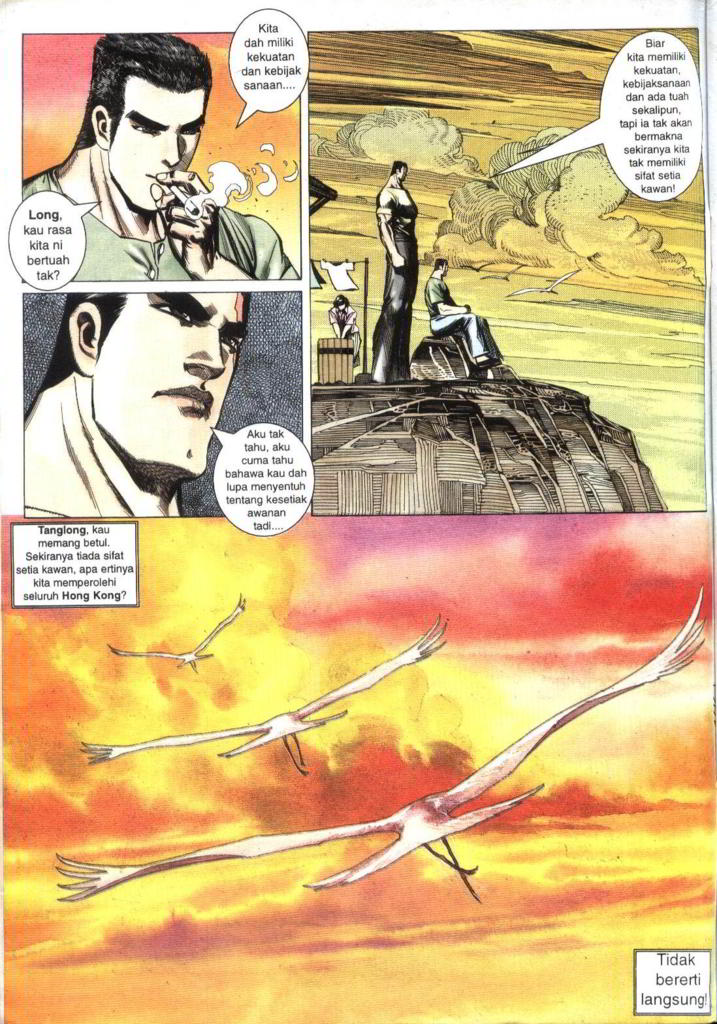 Kita
dah miliki
kekuatan
dan kebijak
sanaan....
Long,
kau rasa
kita ni
bertuah
tak?
Biar
kita memiliki
kekuatan,
kebijaksanaan
dan ada tuah
sekalipun,
tapi ia tak akan
bermakna
sekiranya kita
tak memiliki
sifat
kawan!
Aku tak
tahu, aku
cuma tahu
bahawa kau dah
lupa menyentuh
tentang kesetiak
awanan
tadi....
Tanglong, kau
memang betul.
Sekiranya tiada sifat
setia kawan, apa ertinya
kita memperolehi
seluruh Hong Kong?
Tidak
bererti
langsung!